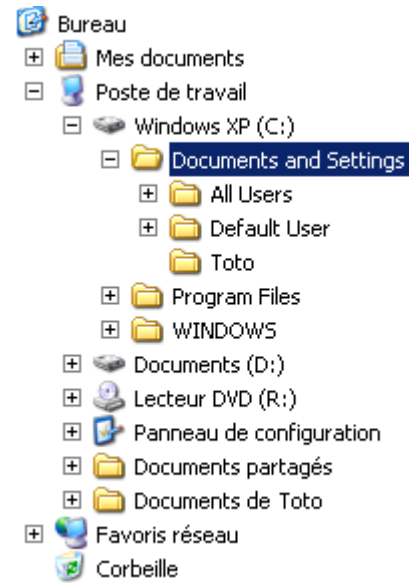 Bureau
Mes documents
Poste de travail
Windows XP (C:)
Documents and Settings
All Users
Default User
Toto
Program Files
WINDOWS
Documents (D:)
Lecteur DVD (R:)
Panneau de configuration
Documents partagés
Documents de Toto
Favoris réseau
Corbeille